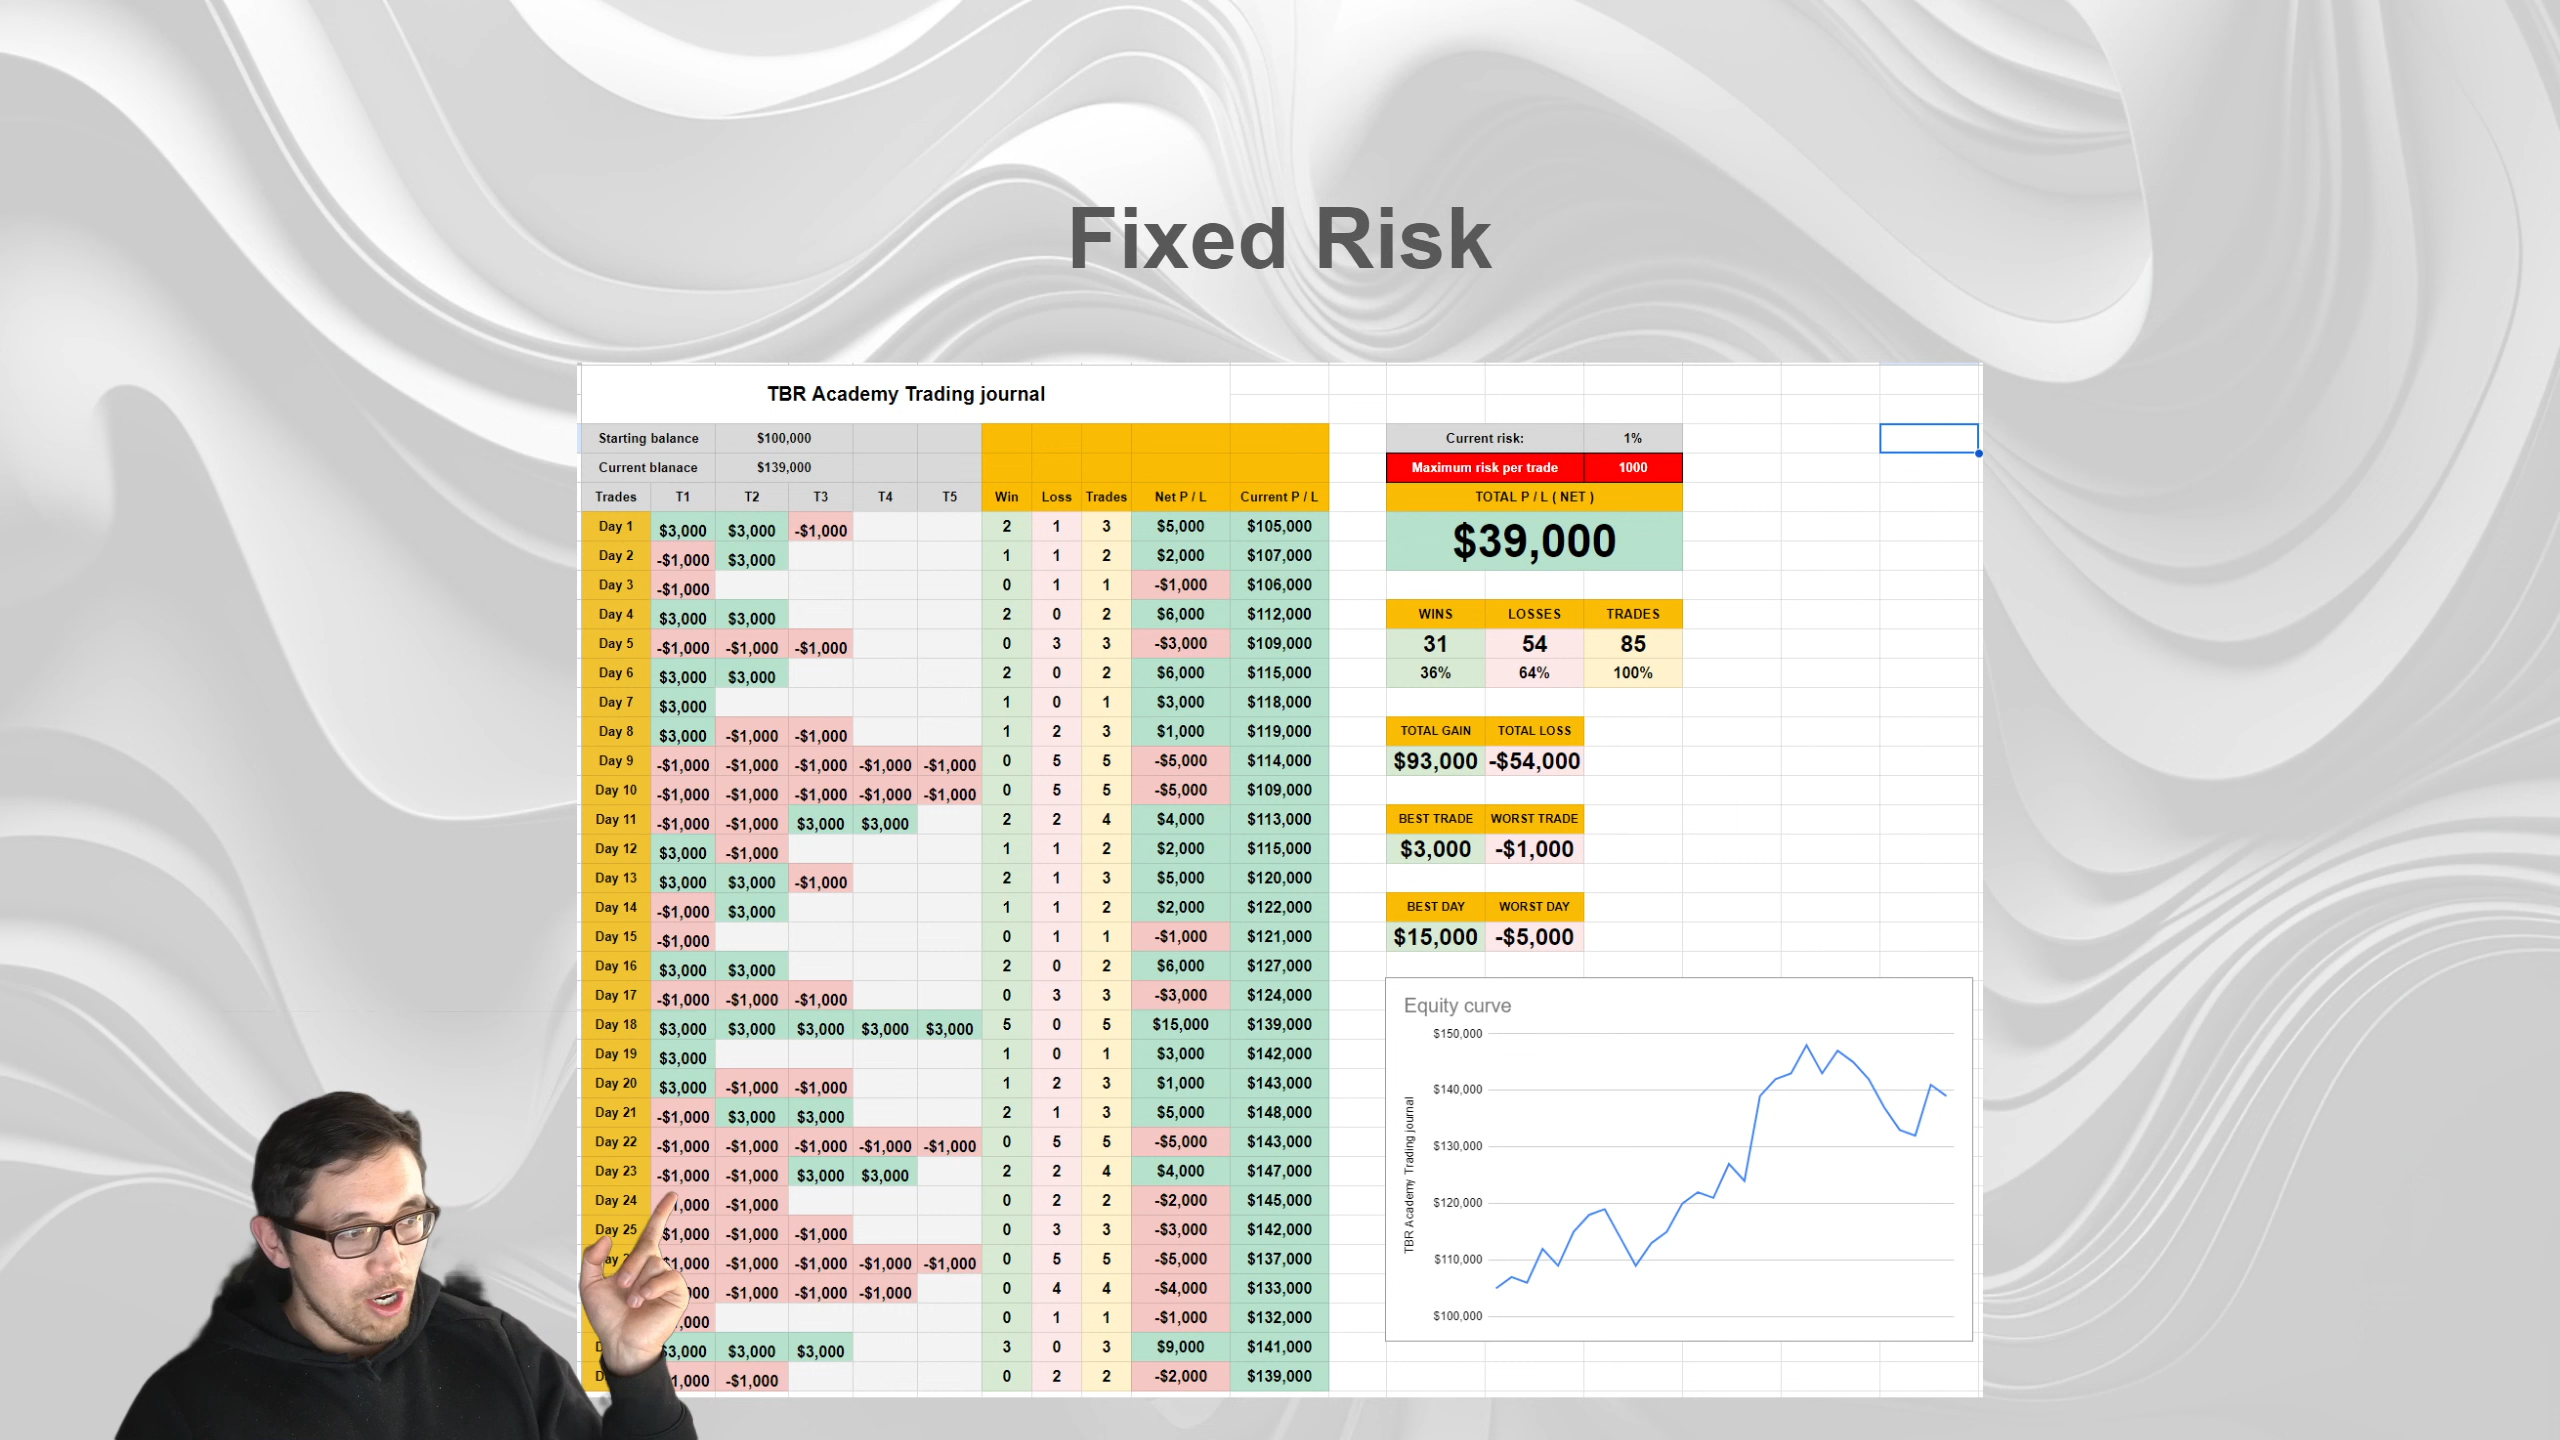 Fixed Risk
TBR Academy Trading journal
Starting balance $100,000
Current blanace $139,000
Trades T1 T2 T3 T4 T5 Win Loss Trades Net P / L Current P / L
Day 1 $3,000 $3,000 -$1,000 2 1 3 $5,000 $105,000
Day 2 -$1,000 $3,000 1 1 2 $2,000 $107,000
Day 3 -$1,000 0 1 1 -$1,000 $106,000
Day 4 $3,000 $3,000 2 0 2 $6,000 $112,000
Day 5 -$1,000 -$1,000 -$1,000 0 3 3 -$3,000 $109,000
Day 6 $3,000 $3,000 2 0 2 $6,000 $115,000
Day 7 $3,000 1 0 1 $3,000 $118,000
Day 8 $3,000 -$1,000 -$1,000 1 2 3 $1,000 $119,000
Day 9 -$1,000 -$1,000 -$1,000 -$1,000 -$1,000 0 5 5 -$5,000 $114,000
Day 10 -$1,000 -$1,000 -$1,000 -$1,000 -$1,000 0 5 5 -$5,000 $109,000
Day 11 -$1,000 -$1,000 $3,000 $3,000 2 2 4 $4,000 $113,000
Day 12 $3,000 -$1,000 1 1 2 $2,000 $115,000
Day 13 $3,000 $3,000 -$1,000 2 1 3 $5,000 $120,000
Day 14 -$1,000 $3,000 1 1 2 $2,000 $122,000
Day 15 -$1,000 0 1 1 -$1,000 $121,000
Day 16 $3,000 $3,000 2 0 2 $6,000 $127,000
Day 17 -$1,000 -$1,000 -$1,000 0 3 3 -$3,000 $124,000
Day 18 $3,000 $3,000 $3,000 $3,000 $3,000 5 0 5 $15,000 $139,000
Day 19 $3,000 1 0 1 $3,000 $142,000
Day 20 $3,000 -$1,000 -$1,000 1 2 3 $1,000 $143,000
Day 21 -$1,000 $3,000 $3,000 2 1 3 $5,000 $148,000
Day 22 -$1,000 -$1,000 -$1,000 -$1,000 -$1,000 0 5 5 -$5,000 $143,000
Day 23 -$1,000 -$1,000 $3,000 $3,000 2 2 4 $4,000 $147,000
Day 24 ,000 -$1,000 0 2 2 -$2,000 $145,000
Day 25 $1,000 -$1,000 -$1,000 0 3 3 -$3,000 $142,000
ay $1,000 -$1,000 -$1,000 -$1,000 -$1,000 0 5 5 -$5,000 $137,000
000 -$1,000 -$1,000 -$1,000 0 4 4 -$4,000 $133,000
,000 0 1 1 -$1,000 $132,000
D $3,000 $3,000 $3,000 3 0 3 $9,000 $141,000
D 1,000 -$1,000 0 2 2 -$2,000 $139,000
Current risk: 1%
Maximum risk per trade 1000
TOTAL P / L ( NET )
$39,000
WINS LOSSES TRADES
31 54 85
36% 64% 100%
TOTAL GAIN TOTAL LOSS
$93,000 -$54,000
BEST TRADE WORST TRADE
$3,000 -$1,000
BEST DAY WORST DAY
$15,000 -$5,000
Equity curve
TBR Academy Trading journal
$150,000
$140,000
$130,000
$120,000
$110,000
$100,000